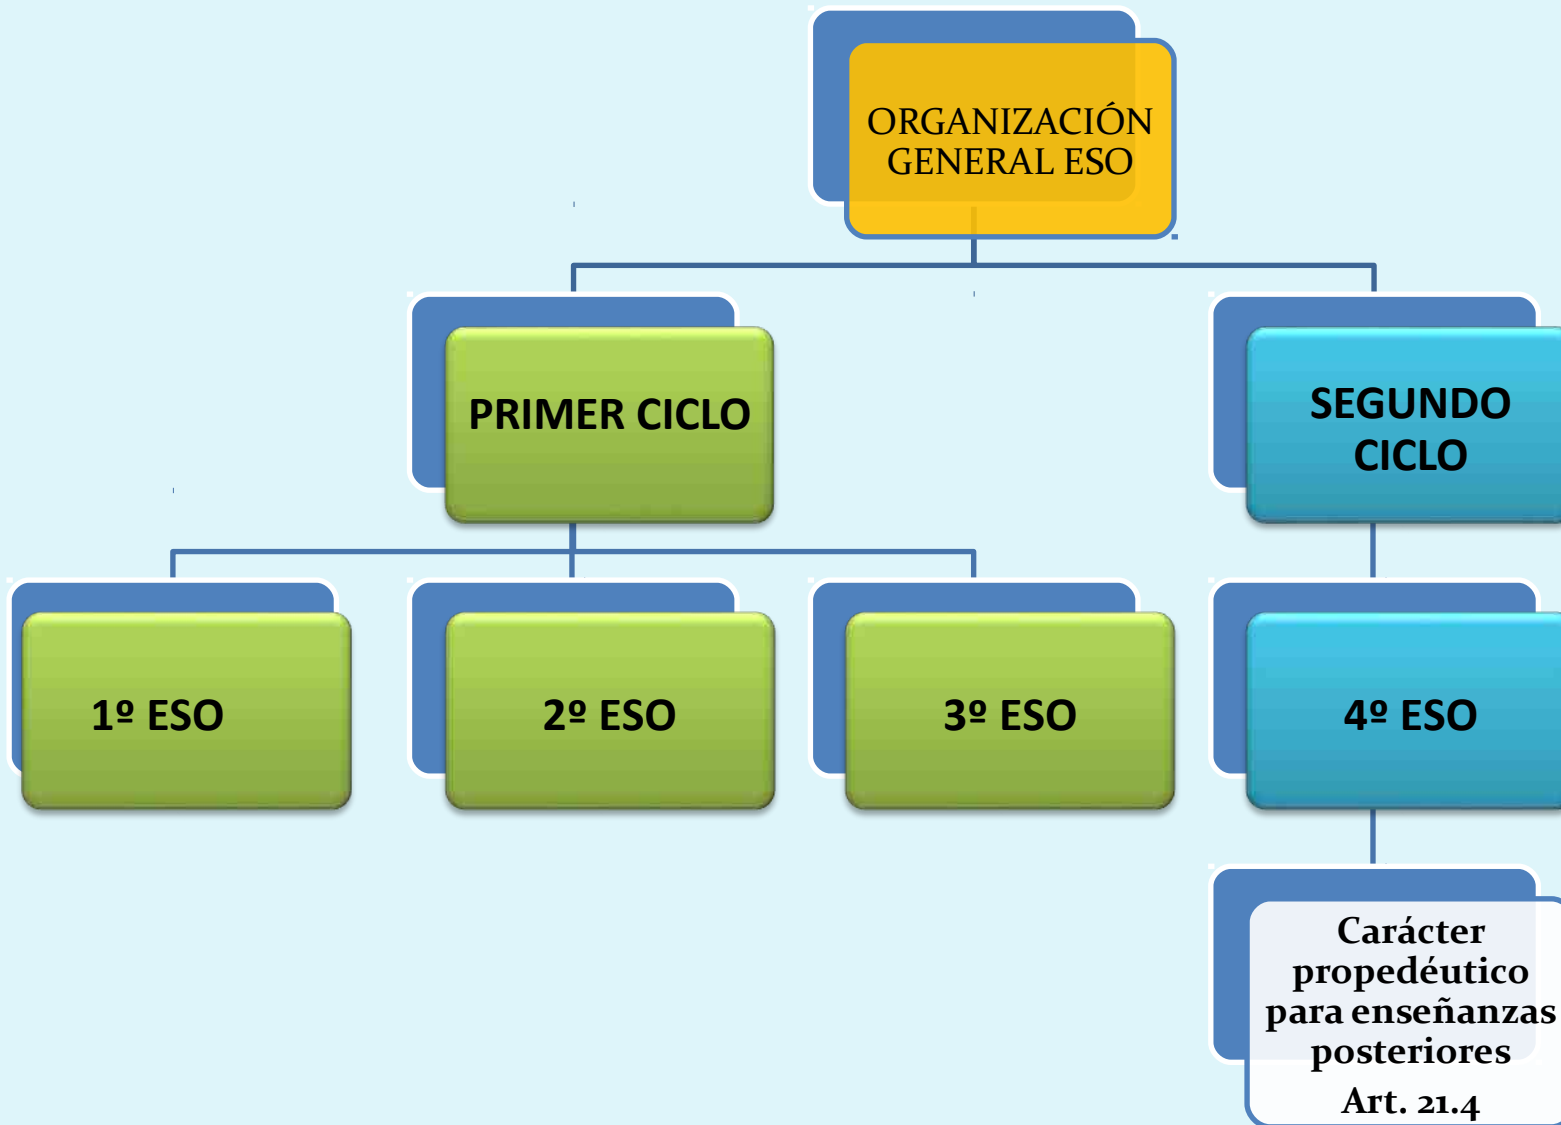 ORGANIZACIÓN
GENERAL ESO
PRIMER CICLO
SEGUNDO
CICLO
1º ESO
2º ESO
3º ESO
4º ESO
Carácter
propedéutico
para enseñanzas
posteriores
Art. 21.4